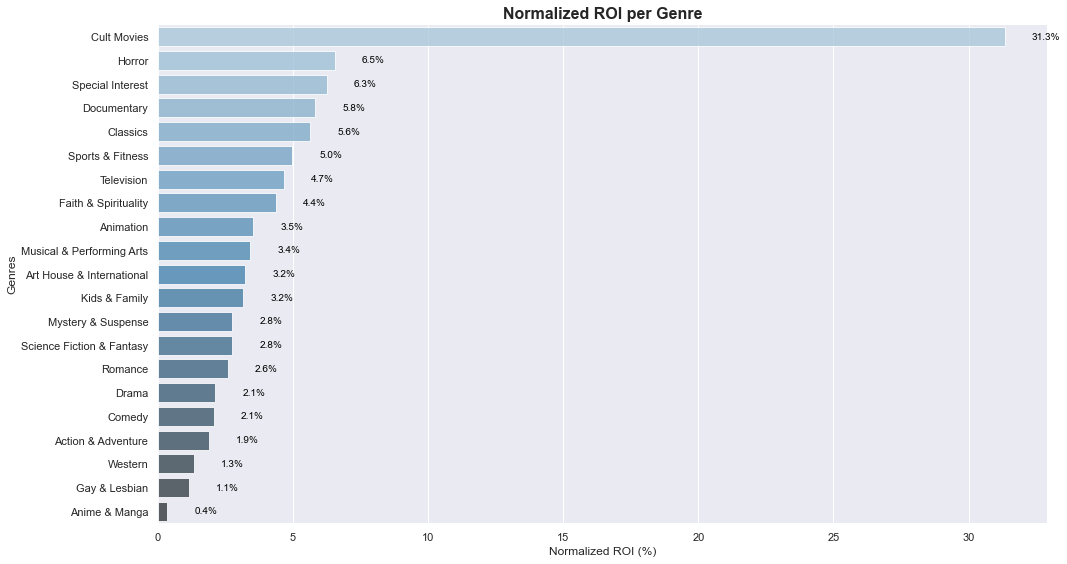 Normalized ROI per Genre
Cult Movies 31.3%
Horror 6.5%
Special Interest 6.3%
Documentary 5.8%
Classics 5.6%
Sports & Fitness 5.0%
Television 4.7%
Faith & Spirituality 4.4%
Animation 3.5%
Musical & Performing Arts 3.4%
Art House & International 3.2%
Kids & Family 3.2%
Mystery & Suspense 2.8%
Science Fiction & Fantasy 2.8%
Romance 2.6%
Drama 2.1%
Comedy 2.1%
Action & Adventure 1.9%
Western 1.3%
Gay & Lesbian 1.1%
Anime & Manga 0.4%
Genres
0 5 10 15 20 25 30
Normalized ROI (%)